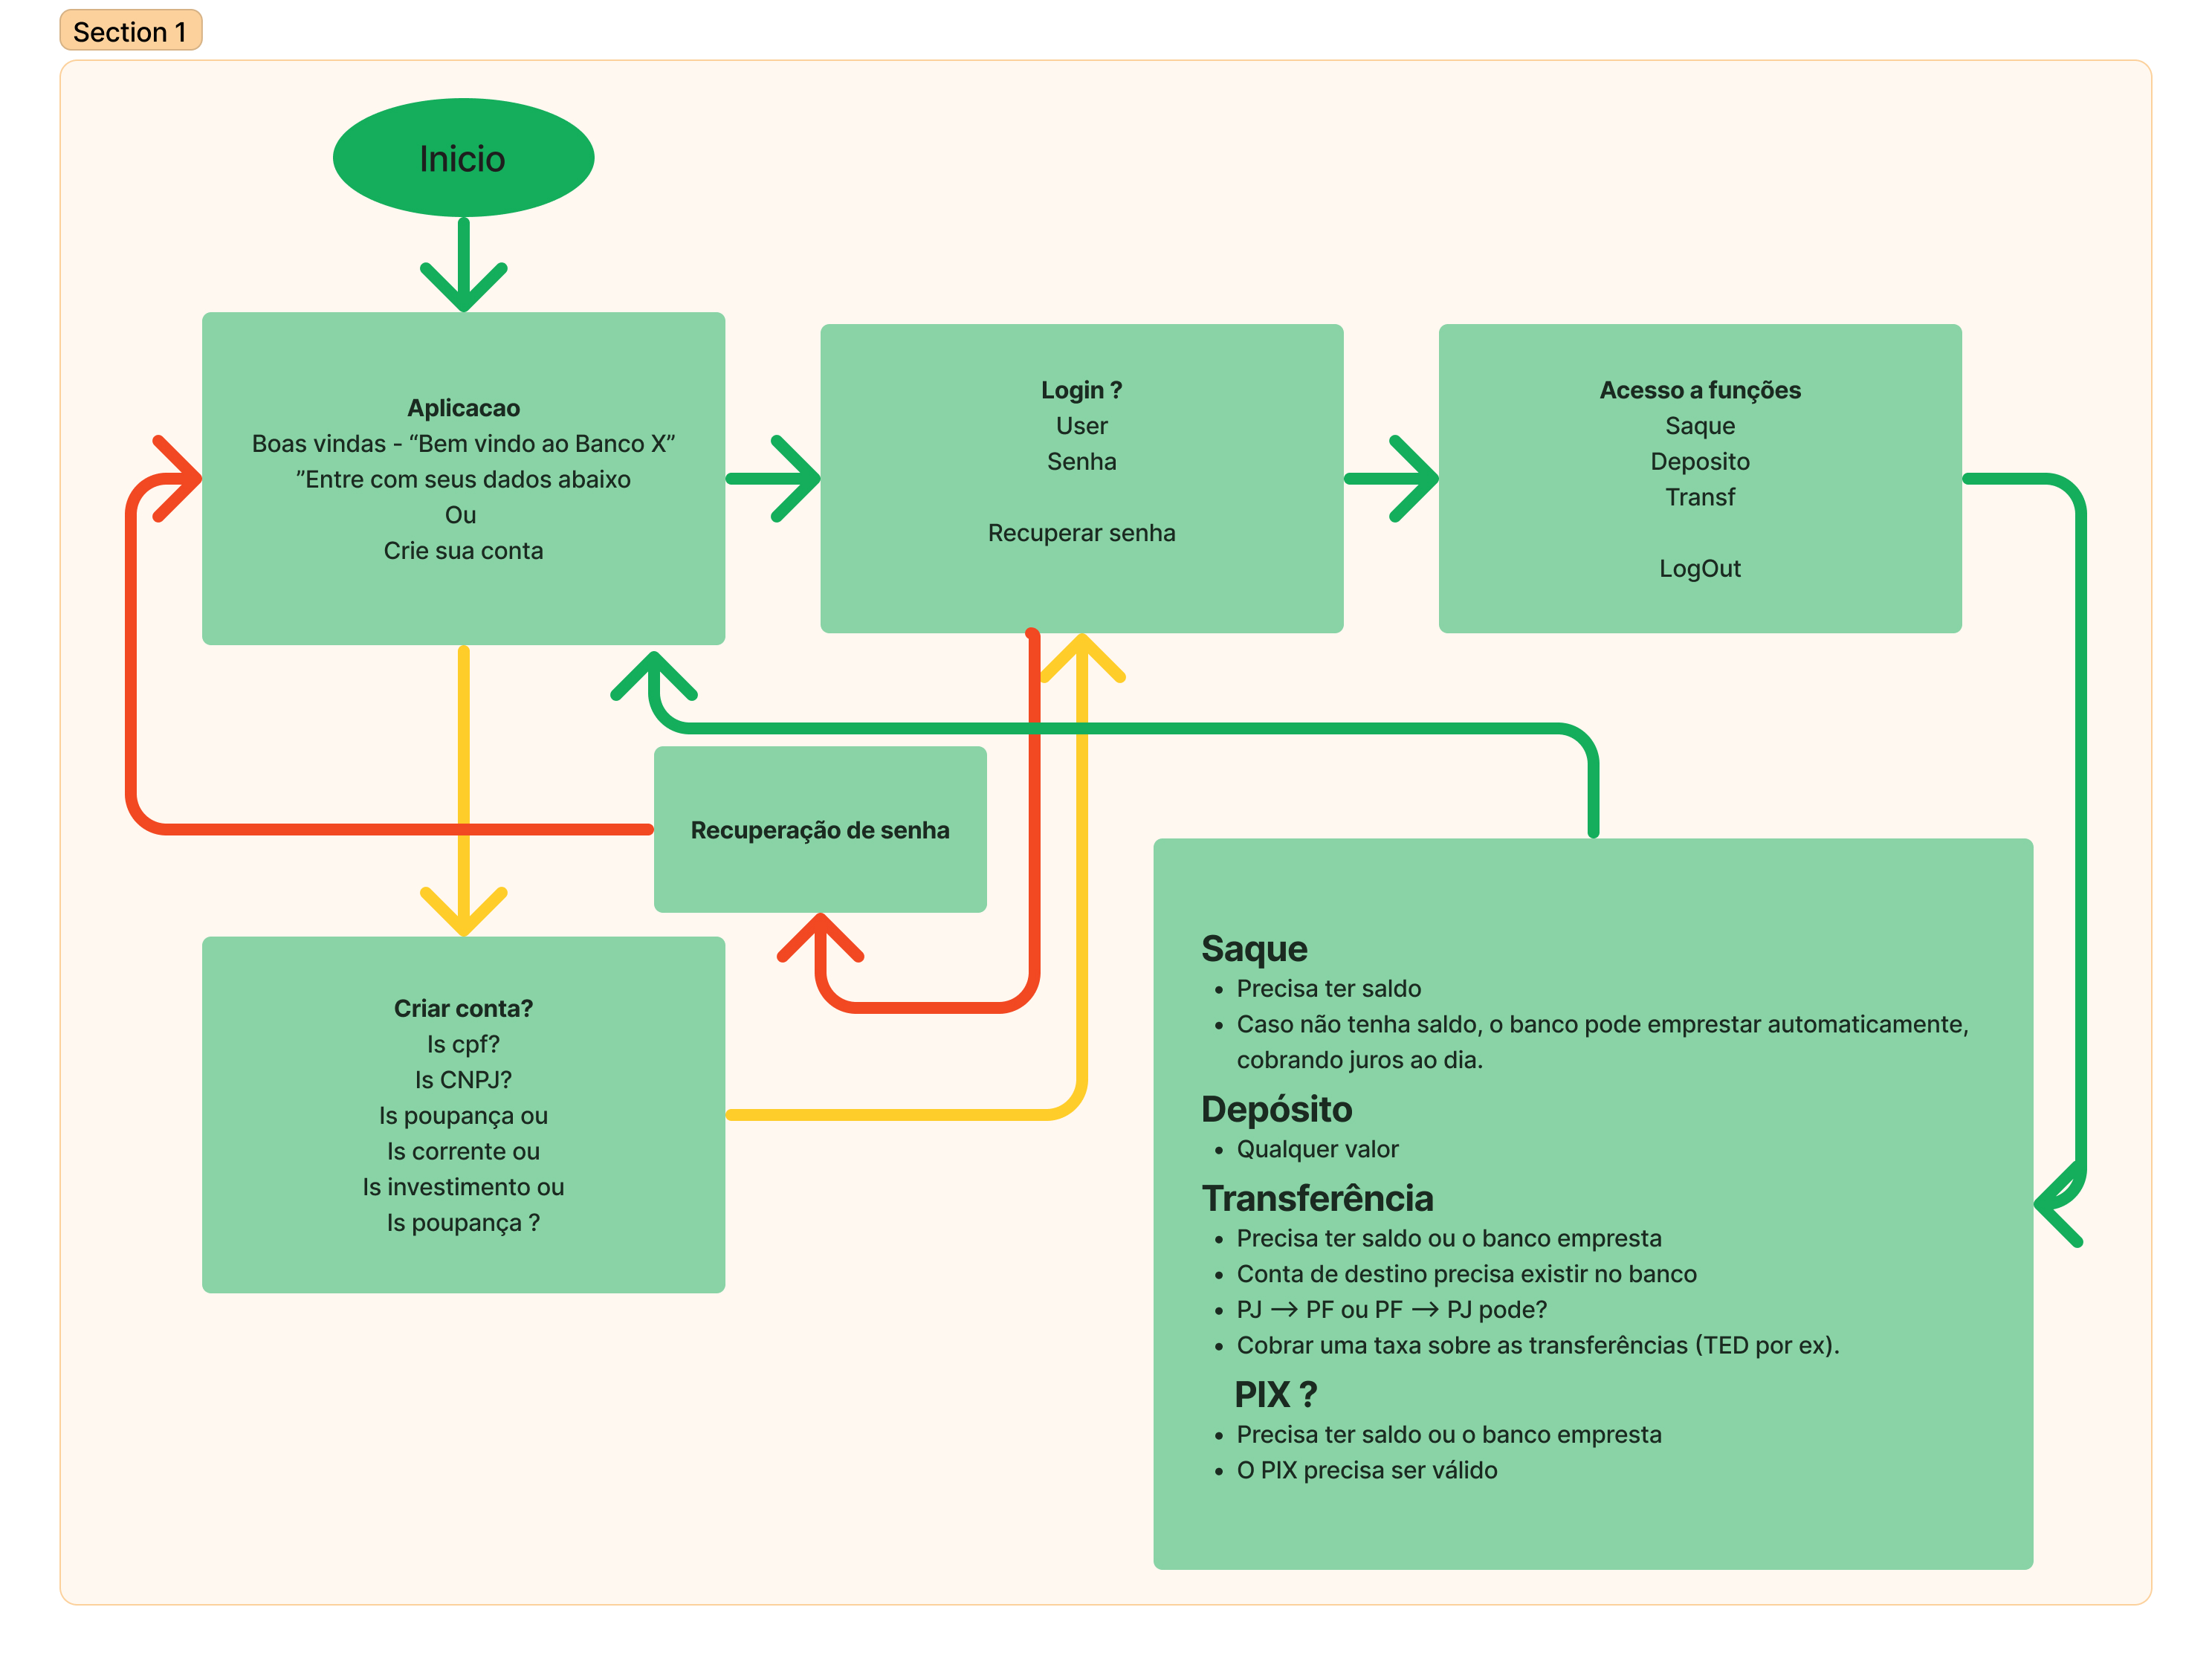 Section 1
Inicio
Aplicacao
Boas vindas - “Bem vindo ao Banco X”
”Entre com seus dados abaixo
Ou
Crie sua conta
Login ?
User
Senha
Recuperar senha
Acesso a funções
Saque
Deposito
Transf
LogOut
Recuperação de senha
Criar conta?
Is cpf?
Is CNPJ?
Is poupança ou
Is corrente ou
Is investimento ou
Is poupança ?
Saque
• Precisa ter saldo
• Caso não tenha saldo, o banco pode emprestar automaticamente,
cobrando juros ao dia.
Depósito
• Qualquer valor
Transferência
• Precisa ter saldo ou o banco empresta
• Conta de destino precisa existir no banco
• PJ → PF ou PF → PJ pode?
• Cobrar uma taxa sobre as transferências (TED por ex).
PIX ?
• Precisa ter saldo ou o banco empresta
• O PIX precisa ser válido